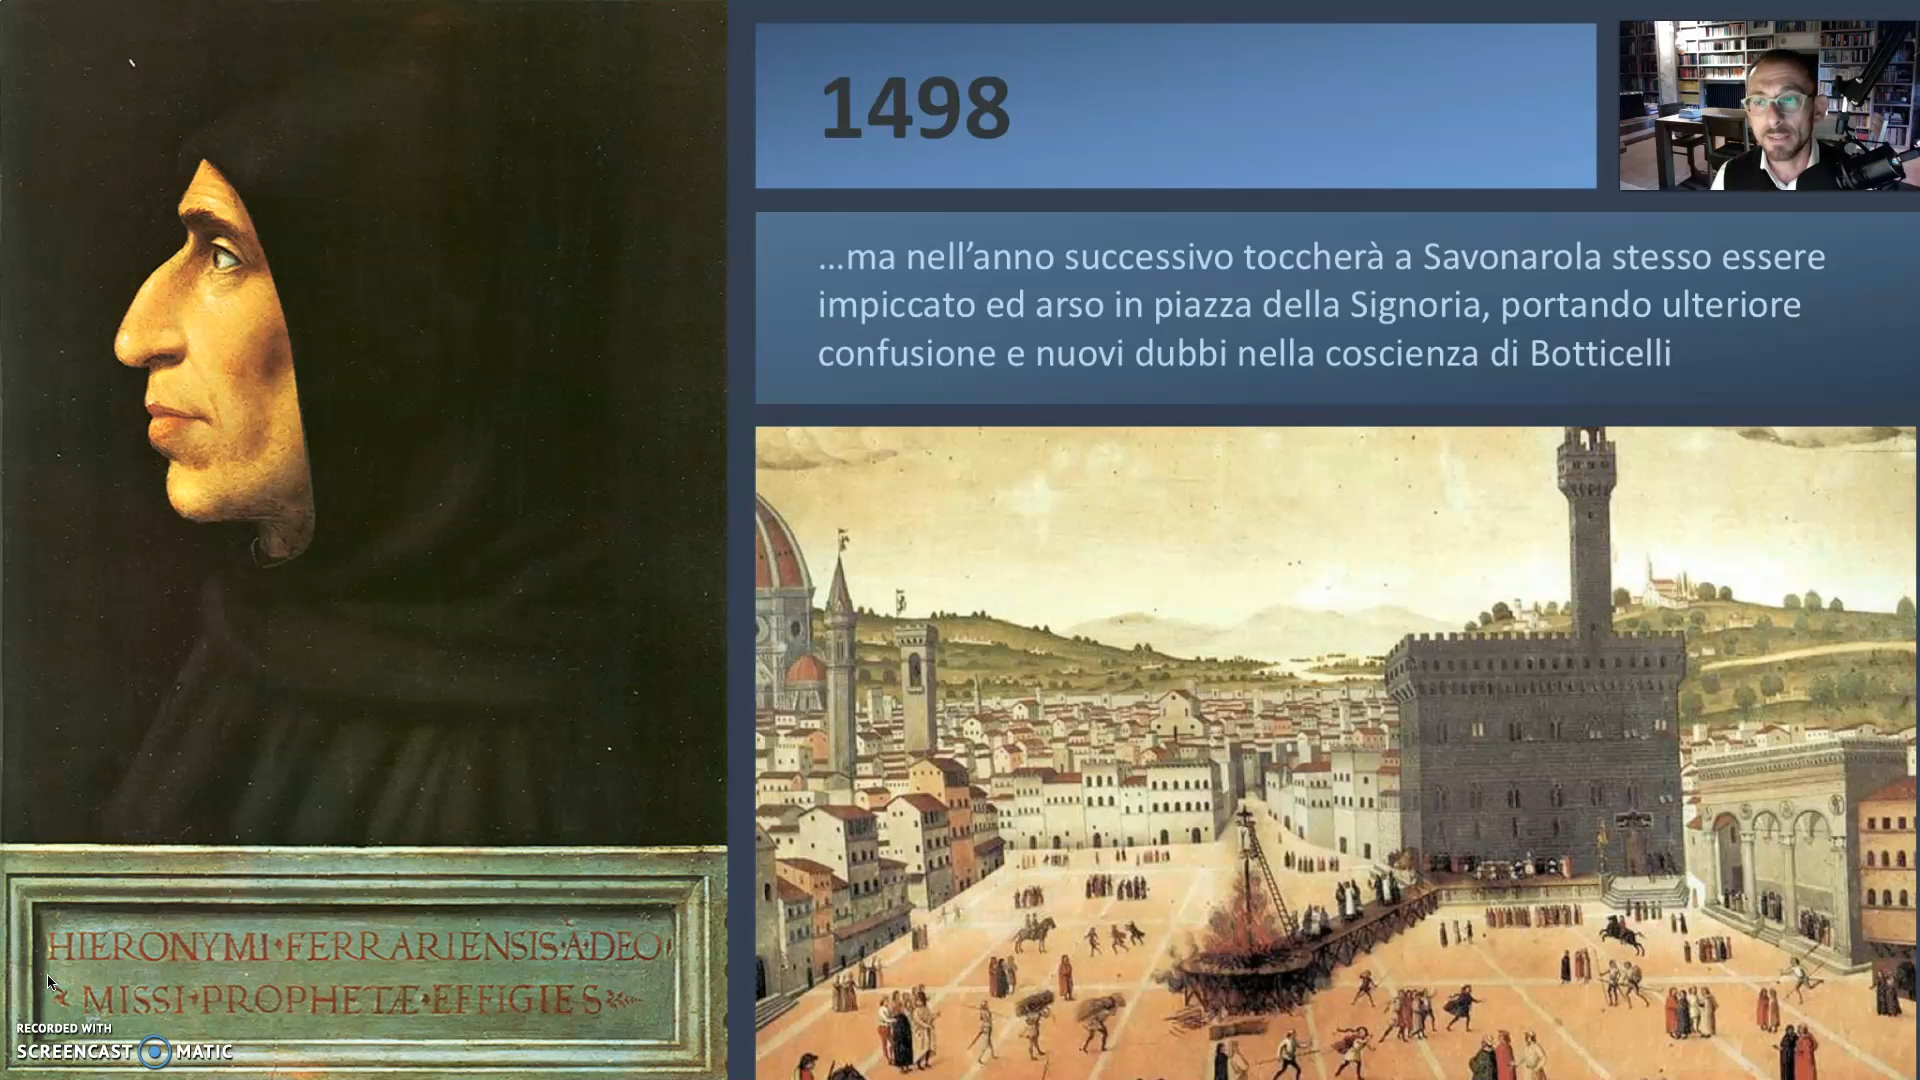 1498
…ma nell’anno successivo toccherà a Savonarola stesso essere
impiccato ed arso in piazza della Signoria, portando ulteriore
confusione e nuovi dubbi nella coscienza di Botticelli
HIERONYMI·FERRARIENSIS·A·DEO
MISSI·PROPHETÆ·EFFIGIES
RECORDED WITH
SCREENCAST MATIC